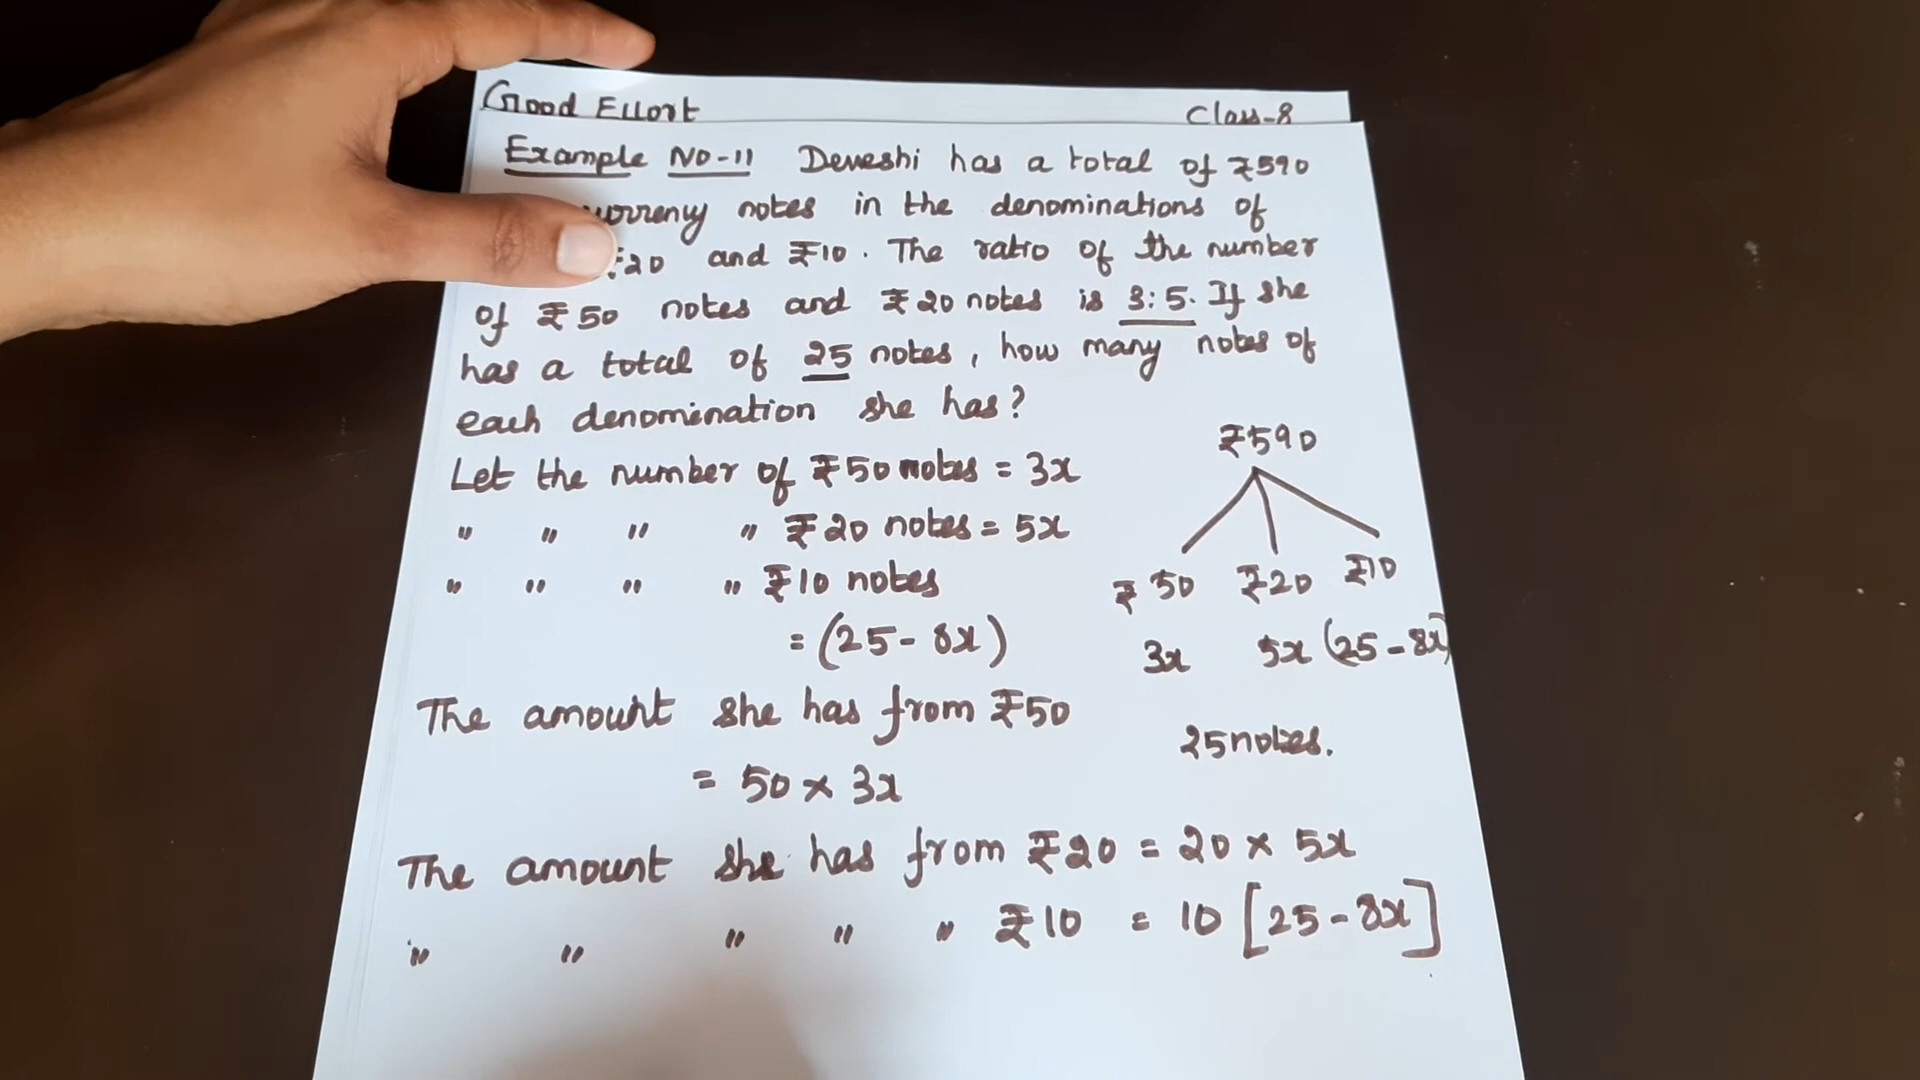 Good Effort Class-8
Example No-11 Deveshi has a total of ₹590
curreny notes in the denominations of
₹20 and ₹10. The ratio of the number
of ₹50 notes and ₹20 notes is 3:5. If she
has a total of 25 notes, how many notes of
each denomination she has?
₹590
Let the number of ₹50 notes = 3x
" " " " ₹20 notes = 5x
" " " " ₹10 notes
= (25-8x)
₹50 ₹20 ₹10
3x 5x (25-8x)
The amount she has from ₹50
25 notes.
= 50 × 3x
The amount she has from ₹20 = 20 × 5x
" " " " " ₹10 = 10 [25-8x]